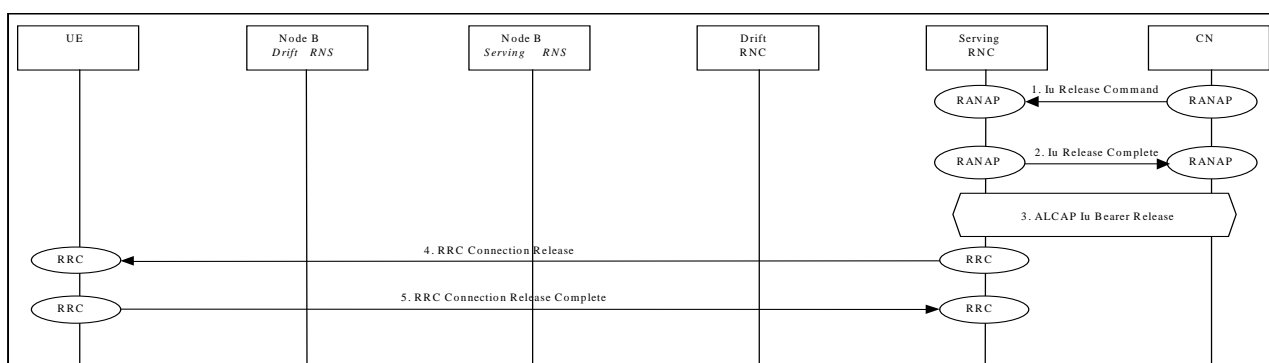 UE
Node B
Drift RNS
Node B
Serving RNS
Drift
RNC
Serving
RNC
CN
RANAP
1. Iu Release Command
RANAP
RANAP
2. Iu Release Complete
RANAP
3. ALCAP Iu Bearer Release
RRC
4. RRC Connection Release
RRC
RRC
5. RRC Connection Release Complete
RRC